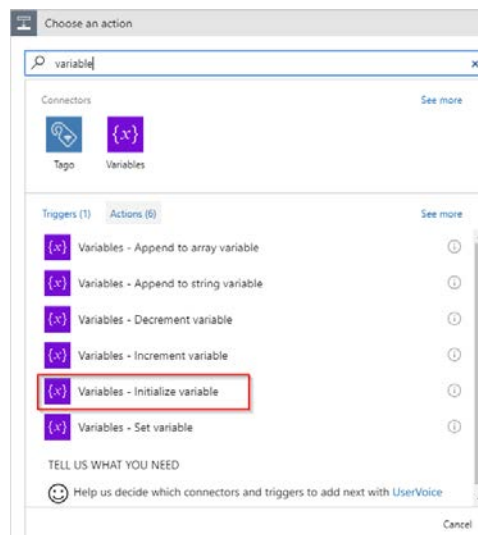 Choose an action
variable
Connectors See more
Tago Variables
Triggers (1) Actions (6) See more
{x} Variables - Append to array variable
{x} Variables - Append to string variable
{x} Variables - Decrement variable
{x} Variables - Increment variable
{x} Variables - Initialize variable
{x} Variables - Set variable
TELL US WHAT YOU NEED
Help us decide which connectors and triggers to add next with UserVoice
Cancel